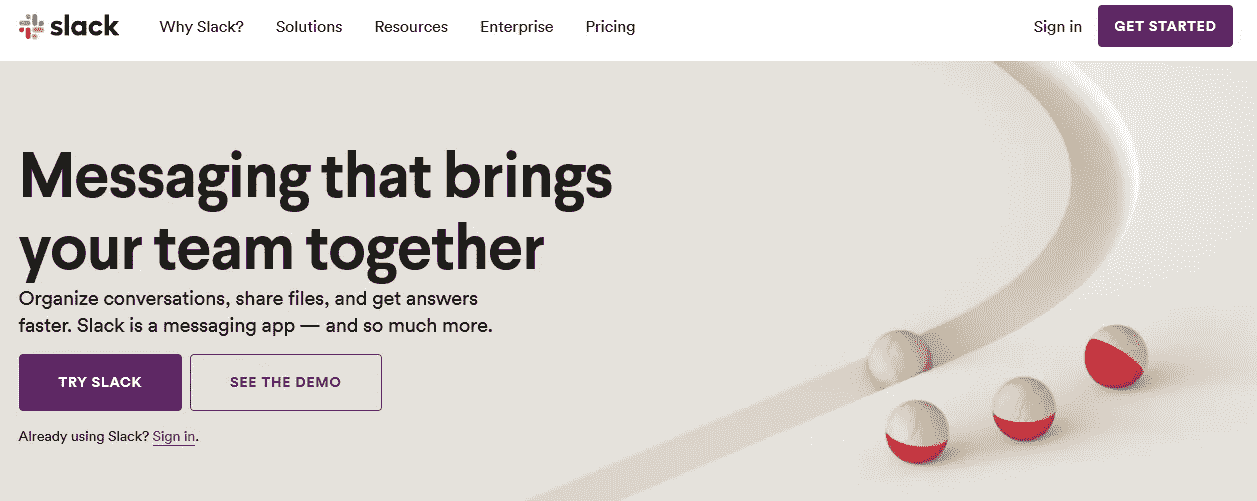 slack
Why Slack?
Solutions
Resources
Enterprise
Pricing
Sign in
GET STARTED
Messaging that brings
your team together
Organize conversations, share files, and get answers
faster. Slack is a messaging app — and so much more.
TRY SLACK
SEE THE DEMO
Already using Slack? Sign in.